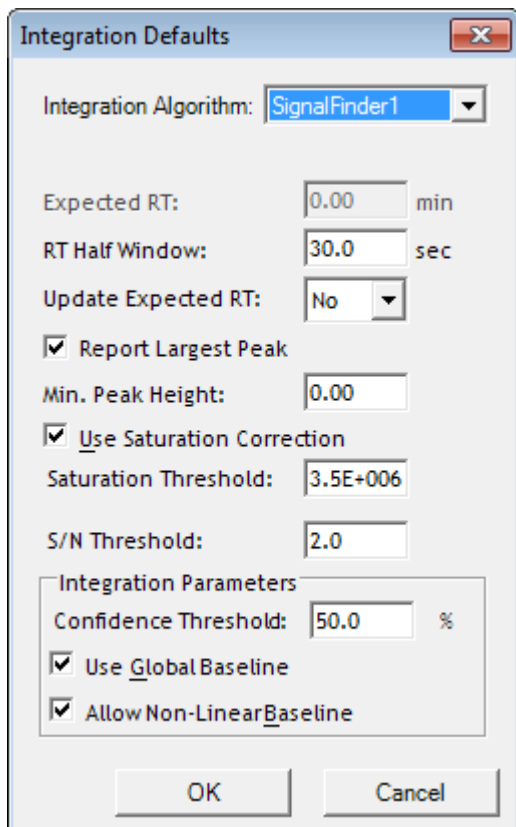 Integration Defaults
Integration Algorithm: SignalFinder1
Expected RT: 0.00 min
RT Half Window: 30.0 sec
Update Expected RT: No
Report Largest Peak
Min. Peak Height: 0.00
Use Saturation Correction
Saturation Threshold: 3.5E+006
S/N Threshold: 2.0
Integration Parameters
Confidence Threshold: 50.0 %
Use Global Baseline
Allow Non-LinearBaseline
OK Cancel